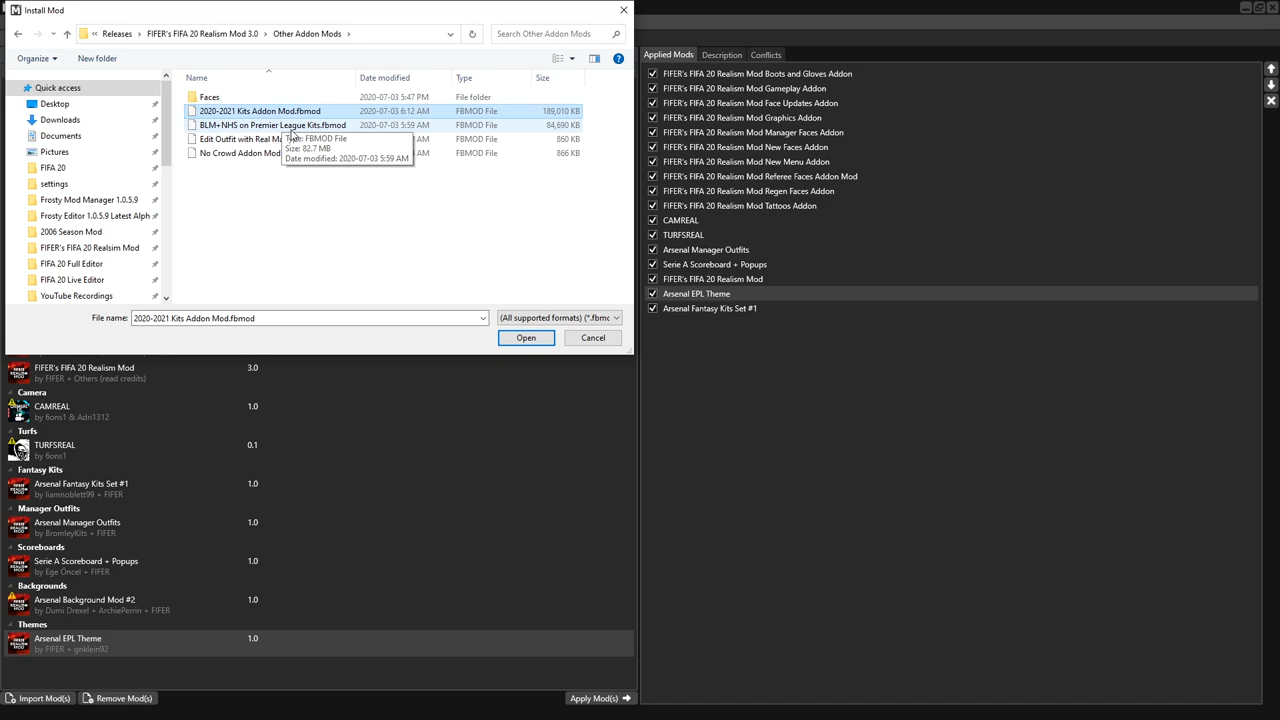 Install Mod
« Releases › FIFER's FIFA 20 Realism Mod 3.0 › Other Addon Mods ›
Search Other Addon Mods
Organize
New folder
Name
Date modified
Type
Size
Quick access
Desktop
Downloads
Documents
Pictures
FIFA 20
settings
Frosty Mod Manager 1.0.5.9
Frosty Editor 1.0.5.9 Latest Alph
2006 Season Mod
FIFER's FIFA 20 Realsim Mod
FIFA 20 Full Editor
FIFA 20 Live Editor
YouTube Recordings
Faces 2020-07-03 5:47 PM File folder
2020-2021 Kits Addon Mod.fbmod 2020-07-03 6:12 AM FBMOD File 189,010 KB
BLM+NHS on Premier League Kits.fbmod 2020-07-03 5:59 AM FBMOD File 84,690 KB
Edit Outfit with Real Ma AM FBMOD File 860 KB
No Crowd Addon Mod AM FBMOD File 866 KB
Type: FBMOD File
Size: 82.7 MB
Date modified: 2020-07-03 5:59 AM
File name: 2020-2021 Kits Addon Mod.fbmod
(All supported formats) (*.fbmc
Open
Cancel
FIFER's FIFA 20 Realism Mod 3.0
by FIFER + Others (read credits)
Camera
CAMREAL 1.0
by 6ons1 & Adri1312
Turfs
TURFSREAL 0.1
by 6ons1
Fantasy Kits
Arsenal Fantasy Kits Set #1 1.0
by liamnoblett99 + FIFER
Manager Outfits
Arsenal Manager Outfits 1.0
by BromleyKits + FIFER
Scoreboards
Serie A Scoreboard + Popups 1.0
by Ege Öncel + FIFER
Backgrounds
Arsenal Background Mod #2 1.0
by Dumi Drexel + ArchiePerrin + FIFER
Themes
Arsenal EPL Theme 1.0
by FIFER + gnklein92
Import Mod(s)
Remove Mod(s)
Apply Mod(s)
Applied Mods
Description
Conflicts
FIFER's FIFA 20 Realism Mod Boots and Gloves Addon
FIFER's FIFA 20 Realism Mod Gameplay Addon
FIFER's FIFA 20 Realism Mod Face Updates Addon
FIFER's FIFA 20 Realism Mod Graphics Addon
FIFER's FIFA 20 Realism Mod Manager Faces Addon
FIFER's FIFA 20 Realism Mod New Faces Addon
FIFER's FIFA 20 Realism Mod New Menu Addon
FIFER's FIFA 20 Realism Mod Referee Faces Addon Mod
FIFER's FIFA 20 Realism Mod Regen Faces Addon
FIFER's FIFA 20 Realism Mod Tattoos Addon
CAMREAL
TURFSREAL
Arsenal Manager Outfits
Serie A Scoreboard + Popups
FIFER's FIFA 20 Realism Mod
Arsenal EPL Theme
Arsenal Fantasy Kits Set #1